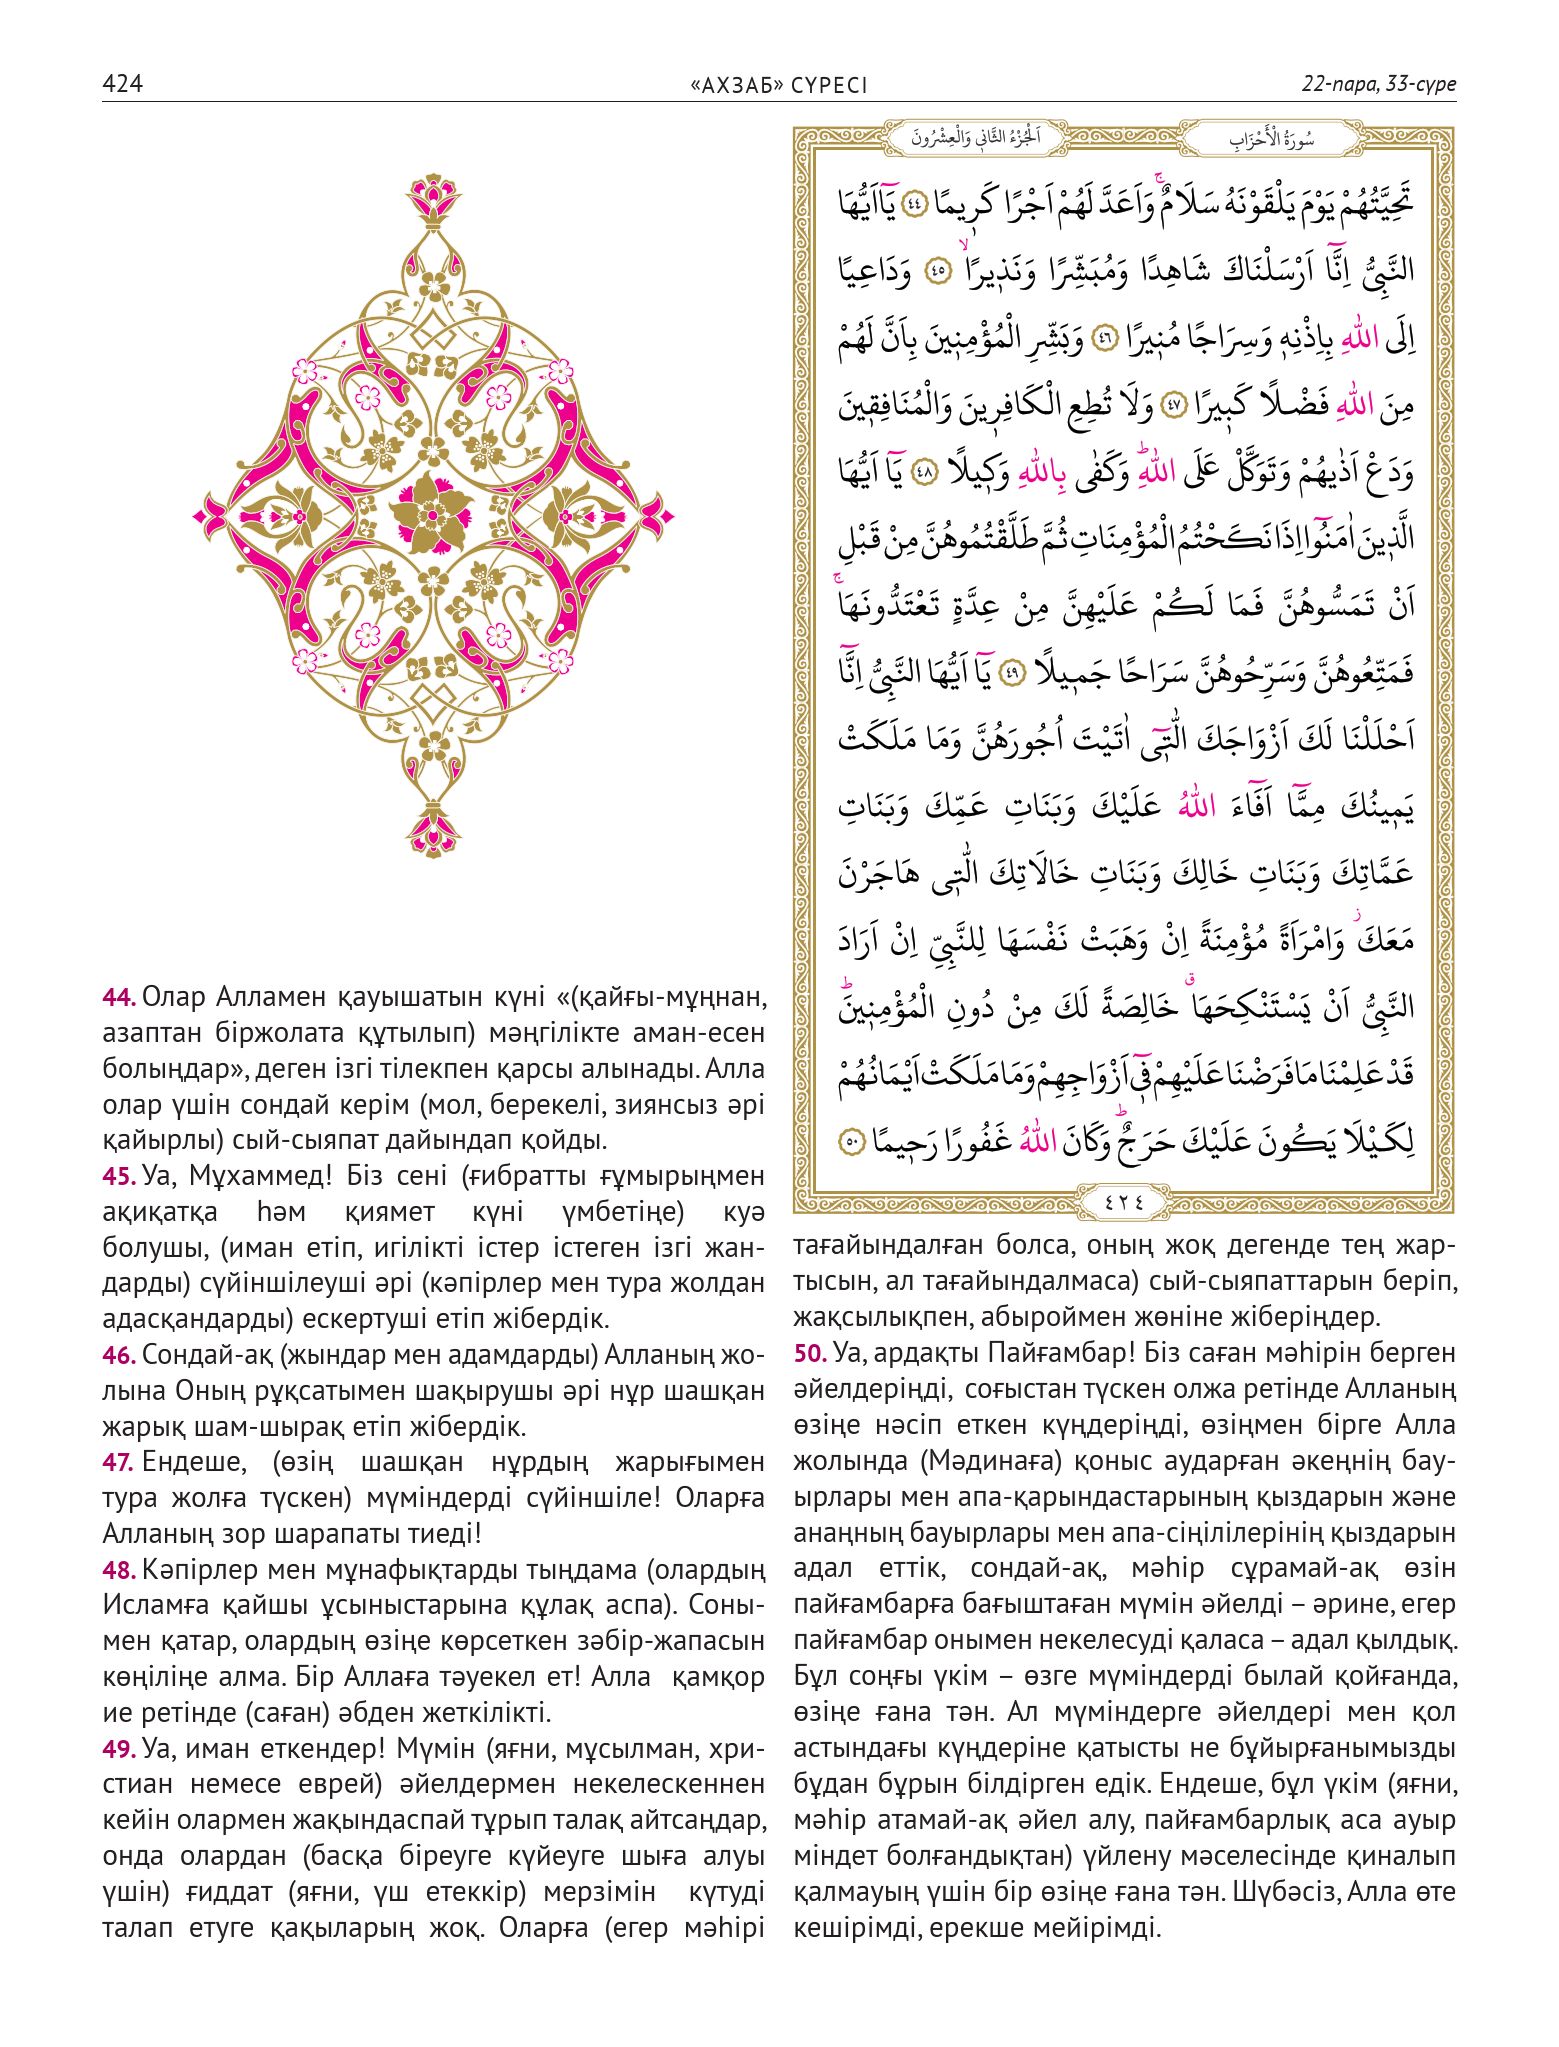 424
«АХЗАБ» СҮРЕСІ
22-пара, 33-сүре
سُورَةُ الْأَحْزَابِ
اَلْجُزْءُ الثَّانٖي وَالْعِشْرُونَ
تَحِيَّتُهُمْ يَوْمَ يَلْقَوْنَهُ سَلَامٌۚ وَاَعَدَّ لَهُمْ اَجْرًا كَرٖيمًا ﴿٤٤﴾ يَٓا اَيُّهَا
النَّبِيُّ اِنَّٓا اَرْسَلْنَاكَ شَاهِدًا وَمُبَشِّرًا وَنَذٖيرًاۙ ﴿٤٥﴾ وَدَاعِيًا
اِلَى اللّٰهِ بِاِذْنِهٖ وَسِرَاجًا مُنٖيرًا ﴿٤٦﴾ وَبَشِّرِ الْمُؤْمِنٖينَ بِاَنَّ لَهُمْ
مِنَ اللّٰهِ فَضْلًا كَبٖيرًا ﴿٤٧﴾ وَلَا تُطِعِ الْكَافِرٖينَ وَالْمُنَافِقٖينَ
وَدَعْ اَذٰيهُمْ وَتَوَكَّلْ عَلَى اللّٰهِؕ وَكَفٰى بِاللّٰهِ وَكٖيلًا ﴿٤٨﴾ يَٓا اَيُّهَا
الَّذٖينَ اٰمَنُٓوا اِذَا نَكَحْتُمُ الْمُؤْمِنَاتِ ثُمَّ طَلَّقْتُمُوهُنَّ مِنْ قَبْلِ
اَنْ تَمَسُّوهُنَّ فَمَا لَكُمْ عَلَيْهِنَّ مِنْ عِدَّةٍ تَعْتَدُّونَهَاۚ
فَمَتِّعُوهُنَّ وَسَرِّحُوهُنَّ سَرَاحًا جَمٖيلًا ﴿٤٩﴾ يَٓا اَيُّهَا النَّبِيُّ اِنَّٓا
اَحْلَلْنَا لَكَ اَزْوَاجَكَ الّٰتٖٓي اٰتَيْتَ اُجُورَهُنَّ وَمَا مَلَكَتْ
يَمٖينُكَ مِمَّٓا اَفَٓاءَ اللّٰهُ عَلَيْكَ وَبَنَاتِ عَمِّكَ وَبَنَاتِ
عَمَّاتِكَ وَبَنَاتِ خَالِكَ وَبَنَاتِ خَالَاتِكَ الّٰتٖي هَاجَرْنَ
مَعَكَؗ وَامْرَاَةً مُؤْمِنَةً اِنْ وَهَبَتْ نَفْسَهَا لِلنَّبِيِّ اِنْ اَرَادَ
النَّبِيُّ اَنْ يَسْتَنْكِحَهَاࣗ خَالِصَةً لَكَ مِنْ دُونِ الْمُؤْمِنٖينَؕ
قَدْ عَلِمْنَا مَا فَرَضْنَا عَلَيْهِمْ فٖٓي اَزْوَاجِهِمْ وَمَا مَلَكَتْ اَيْمَانُهُمْ
لِكَيْلَا يَكُونَ عَلَيْكَ حَرَجٌؕ وَكَانَ اللّٰهُ غَفُورًا رَحٖيمًا ﴿٥٠﴾
٤٢٤
44. Олар Алламен қауышатын күні «(қайғы-мұңнан,
азаптан біржолата құтылып) мәңгілікте аман-есен
болыңдар», деген ізгі тілекпен қарсы алынады. Алла
олар үшін сондай керім (мол, берекелі, зиянсыз әрі
қайырлы) сый-сыяпат дайындап қойды.
45. Уа, Мұхаммед! Біз сені (ғибратты ғұмырыңмен
ақиқатқа һәм қиямет күні үмбетіңе) куә
болушы, (иман етіп, игілікті істер істеген ізгі жан-
дарды) сүйіншілеуші әрі (кәпірлер мен тура жолдан
адасқандарды) ескертуші етіп жібердік.
46. Сондай-ақ (жындар мен адамдарды) Алланың жо-
лына Оның рұқсатымен шақырушы әрі нұр шашқан
жарық шам-шырақ етіп жібердік.
47. Ендеше, (өзің шашқан нұрдың жарығымен
тура жолға түскен) мүміндерді сүйіншіле! Оларға
Алланың зор шарапаты тиеді!
48. Кәпірлер мен мұнафықтарды тыңдама (олардың
Исламға қайшы ұсыныстарына құлақ аспа). Соны-
мен қатар, олардың өзіңе көрсеткен зәбір-жапасын
көңіліңе алма. Бір Аллаға тәуекел ет! Алла қамқор
ие ретінде (саған) әбден жеткілікті.
49. Уа, иман еткендер! Мүмін (яғни, мұсылман, хри-
стиан немесе еврей) әйелдермен некелескеннен
кейін олармен жақындаспай тұрып талақ айтсаңдар,
онда олардан (басқа біреуге күйеуге шыға алуы
үшін) ғиддат (яғни, үш етеккір) мерзімін күтуді
талап етуге қақыларың жоқ. Оларға (егер мәһірі
тағайындалған болса, оның жоқ дегенде тең жар-
тысын, ал тағайындалмаса) сый-сыяпаттарын беріп,
жақсылықпен, абыроймен жөніне жіберіңдер.
50. Уа, ардақты Пайғамбар! Біз саған мәһірін берген
әйелдеріңді, соғыстан түскен олжа ретінде Алланың
өзіңе нәсіп еткен күңдеріңді, өзіңмен бірге Алла
жолында (Мәдинаға) қоныс аударған әкеңнің бау-
ырлары мен апа-қарындастарының қыздарын және
анаңның бауырлары мен апа-сіңілілерінің қыздарын
адал еттік, сондай-ақ, мәһір сұрамай-ақ өзін
пайғамбарға бағыштаған мүмін әйелді – әрине, егер
пайғамбар онымен некелесуді қаласа – адал қылдық.
Бұл соңғы үкім – өзге мүміндерді былай қойғанда,
өзіңе ғана тән. Ал мүміндерге әйелдері мен қол
астындағы күңдеріне қатысты не бұйырғанымызды
бұдан бұрын білдірген едік. Ендеше, бұл үкім (яғни,
мәһір атамай-ақ әйел алу, пайғамбарлық аса ауыр
міндет болғандықтан) үйлену мәселесінде қиналып
қалмауың үшін бір өзіңе ғана тән. Шүбәсіз, Алла өте
кешірімді, ерекше мейірімді.